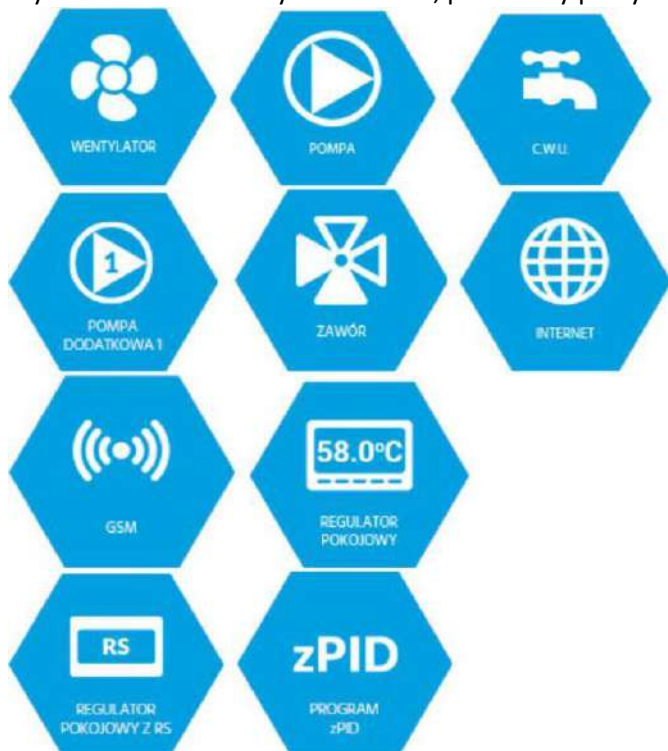 WENTYLATOR
POMPA
C.W.U.
1
POMPA
DODATKOWA 1
ZAWÓR
INTERNET
GSM
58.0°C
REGULATOR
POKOJOWY
RS
REGULATOR
POKOJOWY Z RS
zPID
PROGRAM
zPID